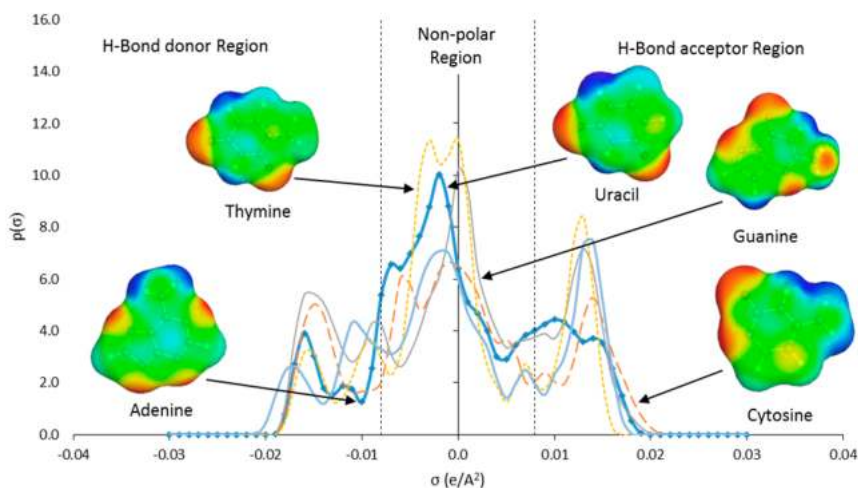 16.0
14.0
12.0
10.0
8.0
6.0
4.0
2.0
0.0
p(σ)
H-Bond donor Region
Non-polar
Region
H-Bond acceptor Region
Thymine
Uracil
Guanine
Adenine
Cytosine
-0.04
-0.03
-0.02
-0.01
0.0
0.01
0.02
0.03
0.04
σ (e/A²)